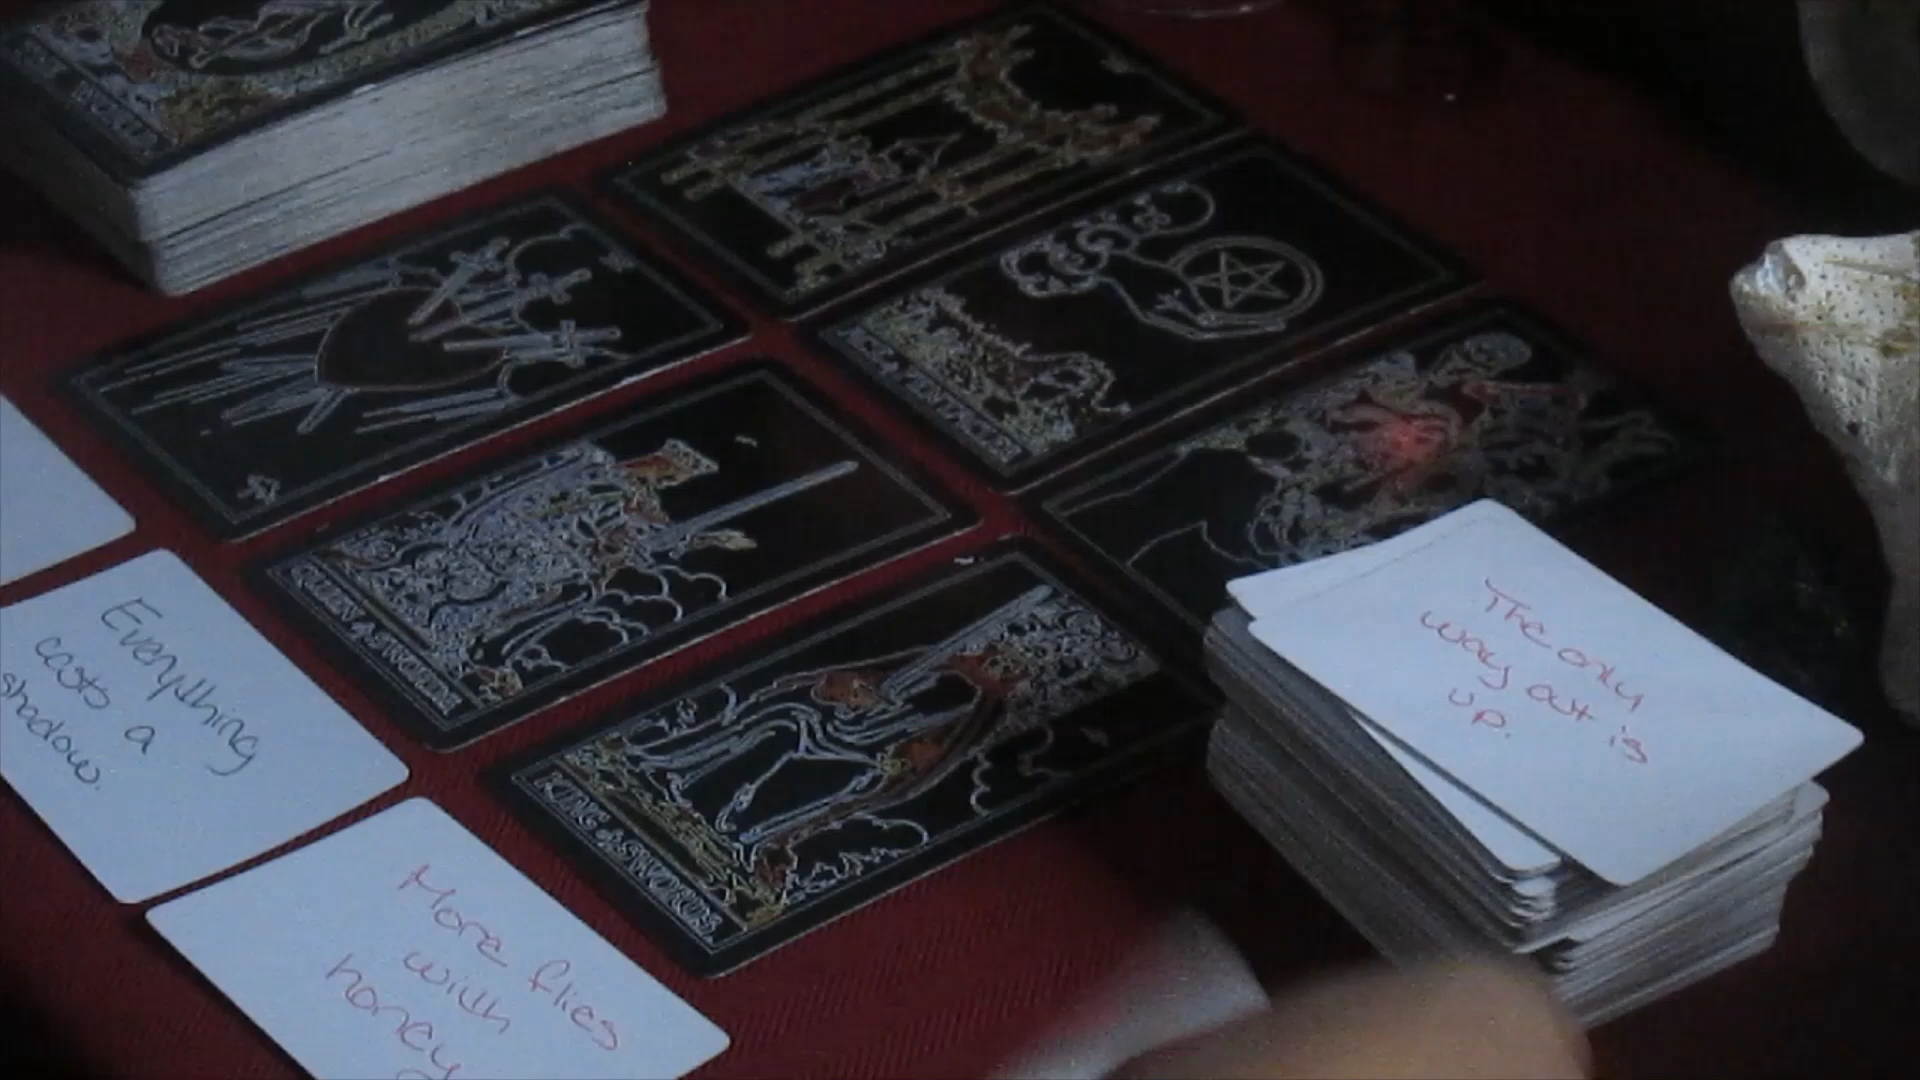 Everything
casts a
shadow.
More flies
with
honey
The only
way out is
up.
QUEEN of SWORDS
KING of SWORDS